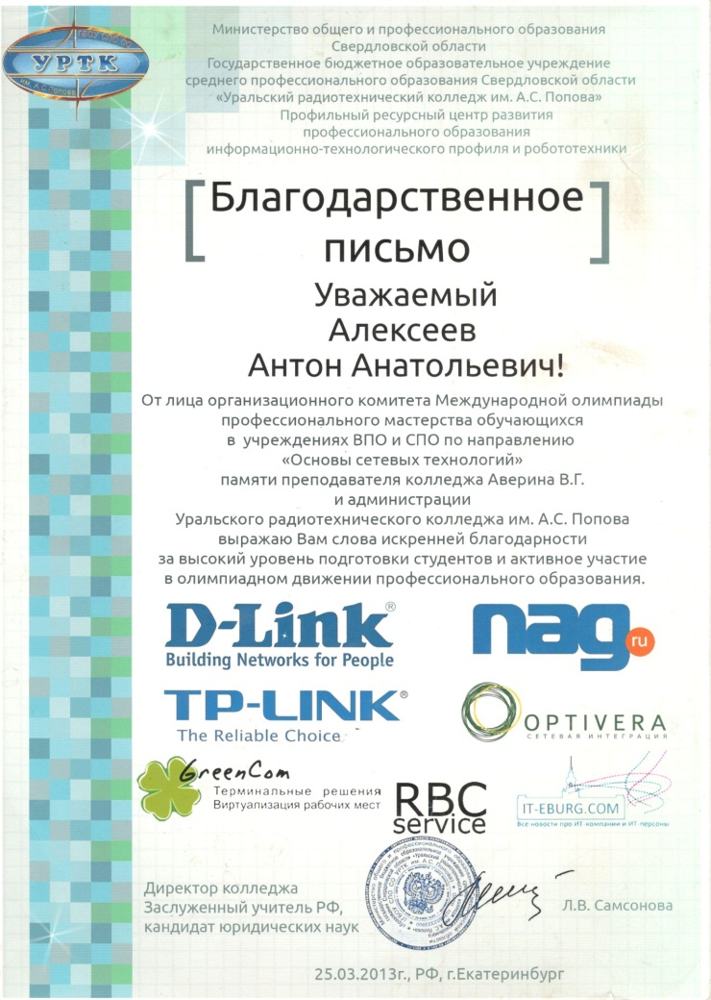 УРТК
им. А.С.Попова
Министерство общего и профессионального образования
Свердловской области
Государственное бюджетное образовательное учреждение
среднего профессионального образования Свердловской области
«Уральский радиотехнический колледж им. А.С. Попова»
Профильный ресурсный центр развития
профессионального образования
информационно-технологического профиля и робототехники
Благодарственное
письмо
Уважаемый
Алексеев
Антон Анатольевич!
От лица организационного комитета Международной олимпиады
профессионального мастерства обучающихся
в учреждениях ВПО и СПО по направлению
«Основы сетевых технологий»
памяти преподавателя колледжа Аверина В.Г.
и администрации
Уральского радиотехнического колледжа им. А.С. Попова
выражаю Вам слова искренней благодарности
за высокий уровень подготовки студентов и активное участие
в олимпиадном движении профессионального образования.
D-Link®
Building Networks for People
nag.ru
TP-LINK®
The Reliable Choice
OPTIVERA
СЕТЕВАЯ ИНТЕГРАЦИЯ
GreenCom
Терминальные решения
Виртуализация рабочих мест
RBC
service
IT-EBURG.COM
Все новости про ИТ-компании и ИТ-персоны
Директор колледжа
Заслуженный учитель РФ,
кандидат юридических наук
Л.В. Самсонова
25.03.2013г., РФ, г.Екатеринбург